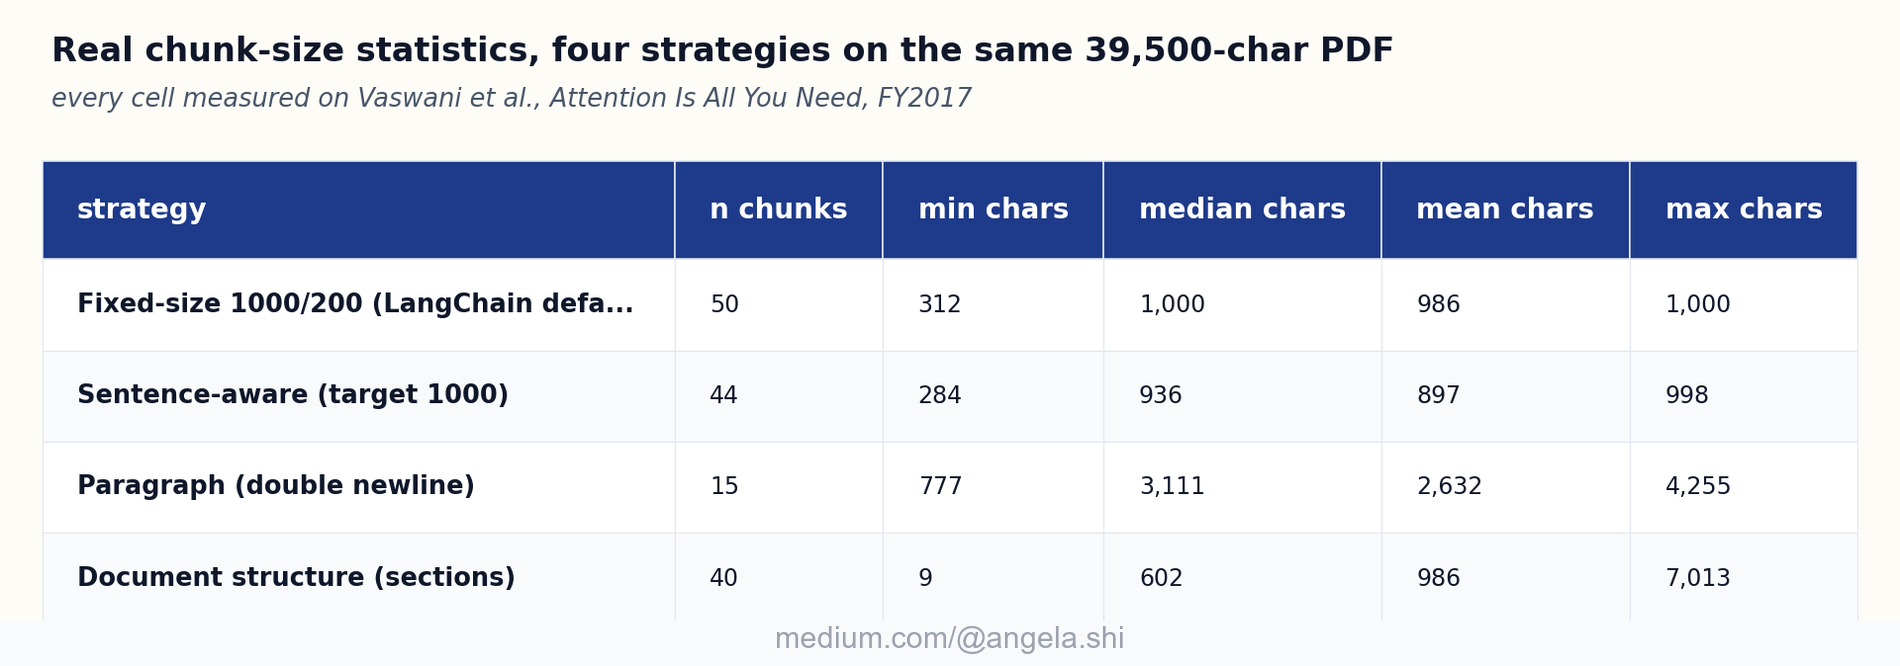 Real chunk-size statistics, four strategies on the same 39,500-char PDF
every cell measured on Vaswani et al., Attention Is All You Need, FY2017
strategy n chunks min chars median chars mean chars max chars
Fixed-size 1000/200 (LangChain defa... 50 312 1,000 986 1,000
Sentence-aware (target 1000) 44 284 936 897 998
Paragraph (double newline) 15 777 3,111 2,632 4,255
Document structure (sections) 40 9 602 986 7,013
medium.com/@angela.shi